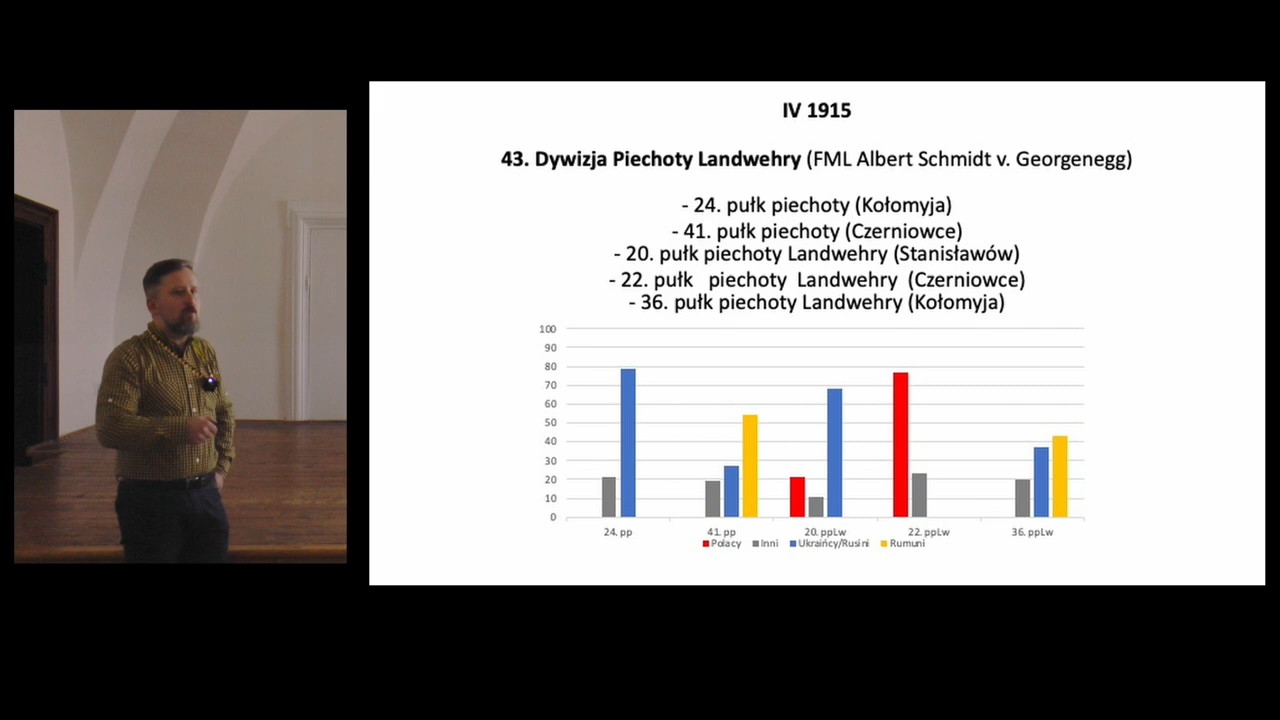 IV 1915
43. Dywizja Piechoty Landwehry (FML Albert Schmidt v. Georgenegg)
- 24. pułk piechoty (Kołomyja)
- 41. pułk piechoty (Czerniowce)
- 20. pułk piechoty Landwehry (Stanisławów)
- 22. pułk piechoty Landwehry (Czerniowce)
- 36. pułk piechoty Landwehry (Kołomyja)
100
90
80
70
60
50
40
30
20
10
0
24. pp 41. pp 20. ppLw 22. ppLw 36. ppLw
Polacy Inni Ukraińcy/Rusini Rumuni